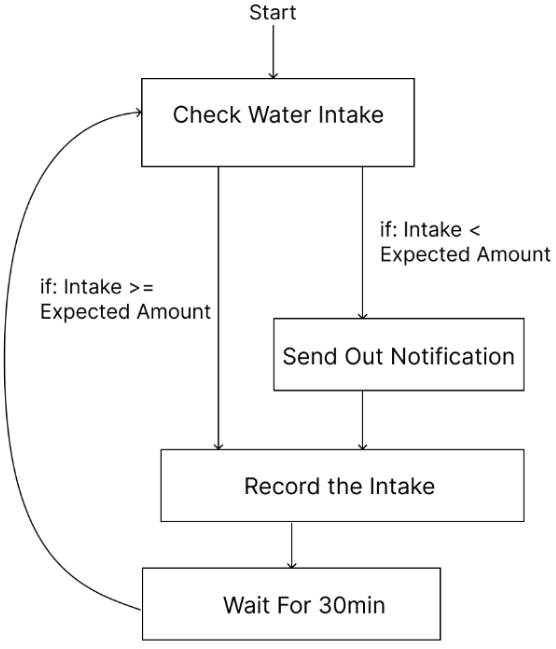 Start
Check Water Intake
if: Intake <
Expected Amount
if: Intake >=
Expected Amount
Send Out Notification
Record the Intake
Wait For 30min